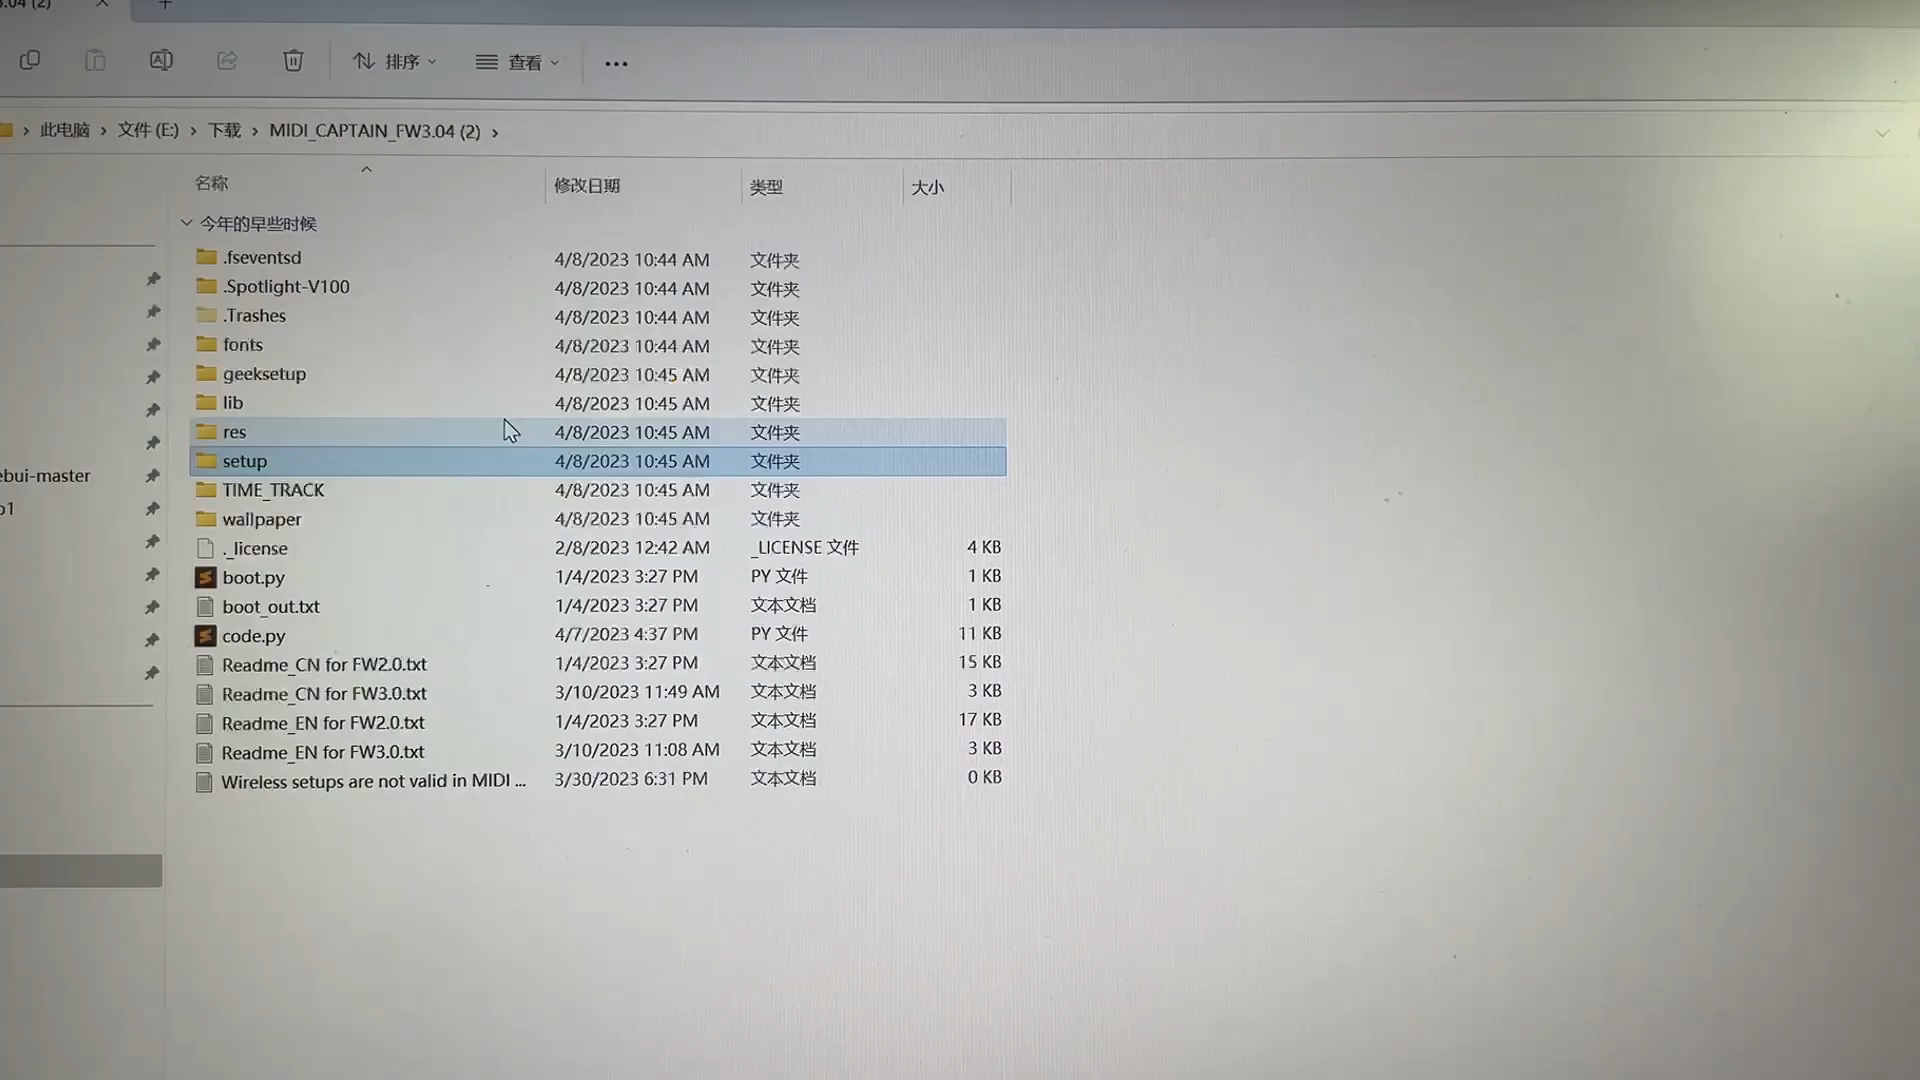 3.04 (2)
排序
查看
此电脑 > 文件 (E:) > 下载 > MIDI_CAPTAIN_FW3.04 (2) >
名称 修改日期 类型 大小
今年的早些时候
.fseventsd 4/8/2023 10:44 AM 文件夹
.Spotlight-V100 4/8/2023 10:44 AM 文件夹
.Trashes 4/8/2023 10:44 AM 文件夹
fonts 4/8/2023 10:44 AM 文件夹
geeksetup 4/8/2023 10:45 AM 文件夹
lib 4/8/2023 10:45 AM 文件夹
res 4/8/2023 10:45 AM 文件夹
setup 4/8/2023 10:45 AM 文件夹
ebui-master
TIME_TRACK 4/8/2023 10:45 AM 文件夹
wallpaper 4/8/2023 10:45 AM 文件夹
._license 2/8/2023 12:42 AM _LICENSE 文件 4 KB
boot.py 1/4/2023 3:27 PM PY 文件 1 KB
boot_out.txt 1/4/2023 3:27 PM 文本文档 1 KB
code.py 4/7/2023 4:37 PM PY 文件 11 KB
Readme_CN for FW2.0.txt 1/4/2023 3:27 PM 文本文档 15 KB
Readme_CN for FW3.0.txt 3/10/2023 11:49 AM 文本文档 3 KB
Readme_EN for FW2.0.txt 1/4/2023 3:27 PM 文本文档 17 KB
Readme_EN for FW3.0.txt 3/10/2023 11:08 AM 文本文档 3 KB
Wireless setups are not valid in MIDI ... 3/30/2023 6:31 PM 文本文档 0 KB